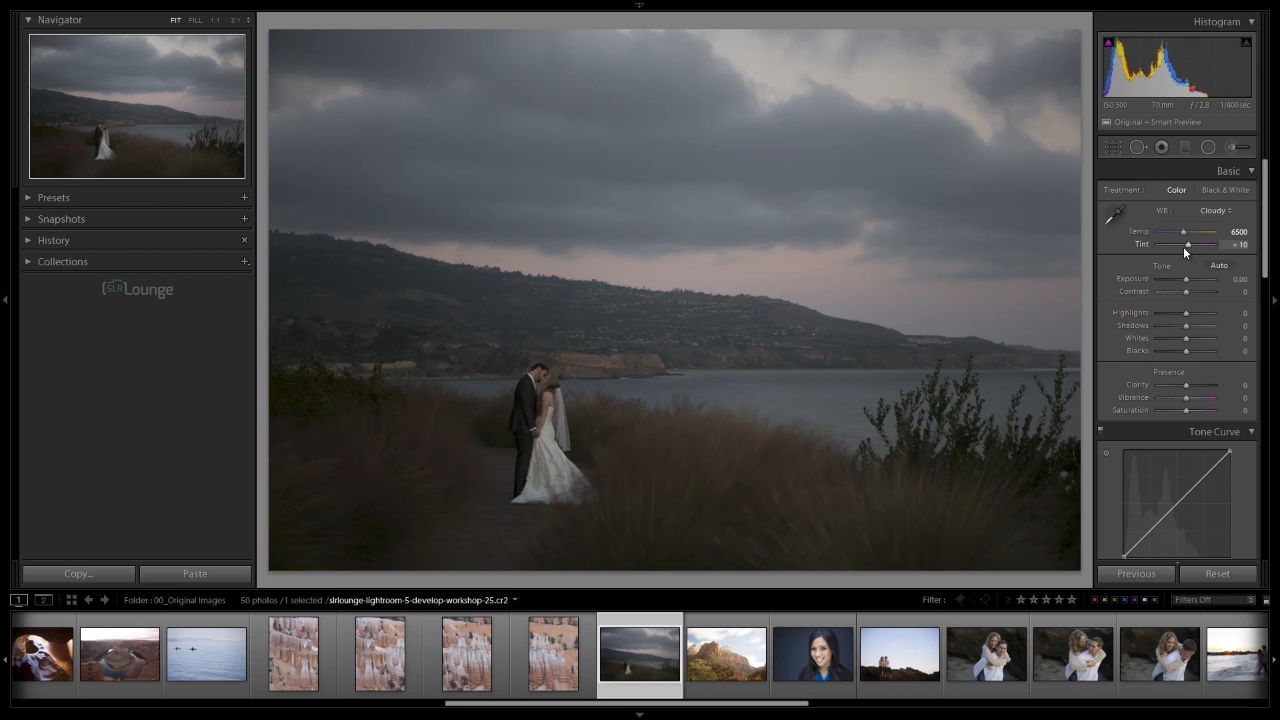 Navigator
FIT FILL 1:1 3:1
Presets
Snapshots
History
Collections
[SLR]Lounge
Copy...
Paste
Histogram
ISO 500 70 mm ƒ / 2.8 1/400 sec
Original + Smart Preview
Basic
Treatment : Color Black & White
WB : Cloudy
Temp 6500
Tint + 10
Tone Auto
Exposure 0.00
Contrast 0
Highlights 0
Shadows 0
Whites 0
Blacks 0
Presence
Clarity 0
Vibrance 0
Saturation 0
Tone Curve
Previous
Reset
1 2 Folder : 00_Original Images 50 photos /1 selected /slrlounge-lightroom-5-develop-workshop-25.cr2 Filter : Filters Off